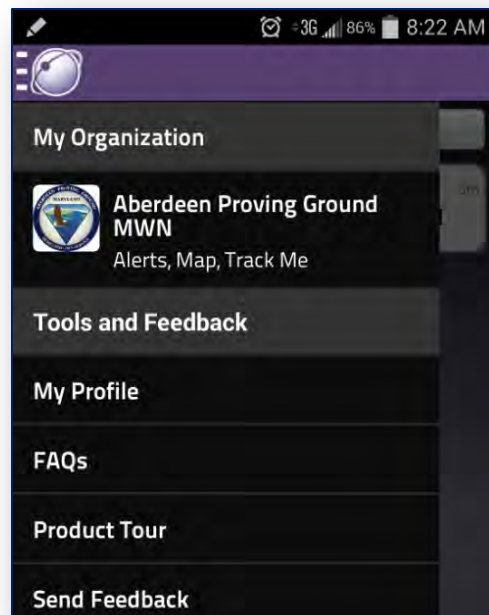 3G 86% 8:22 AM
My Organization
MARYLAND
Aberdeen Proving Ground
MWN
Alerts, Map, Track Me
Tools and Feedback
My Profile
FAQs
Product Tour
Send Feedback